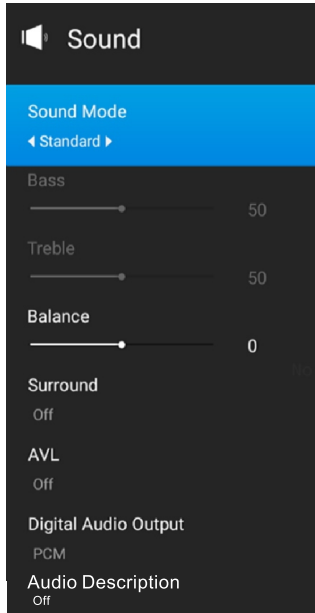 Sound
Sound Mode
Standard
Bass
50
Treble
50
Balance
0
Surround
Off
AVL
Off
Digital Audio Output
PCM
Audio Description
Off